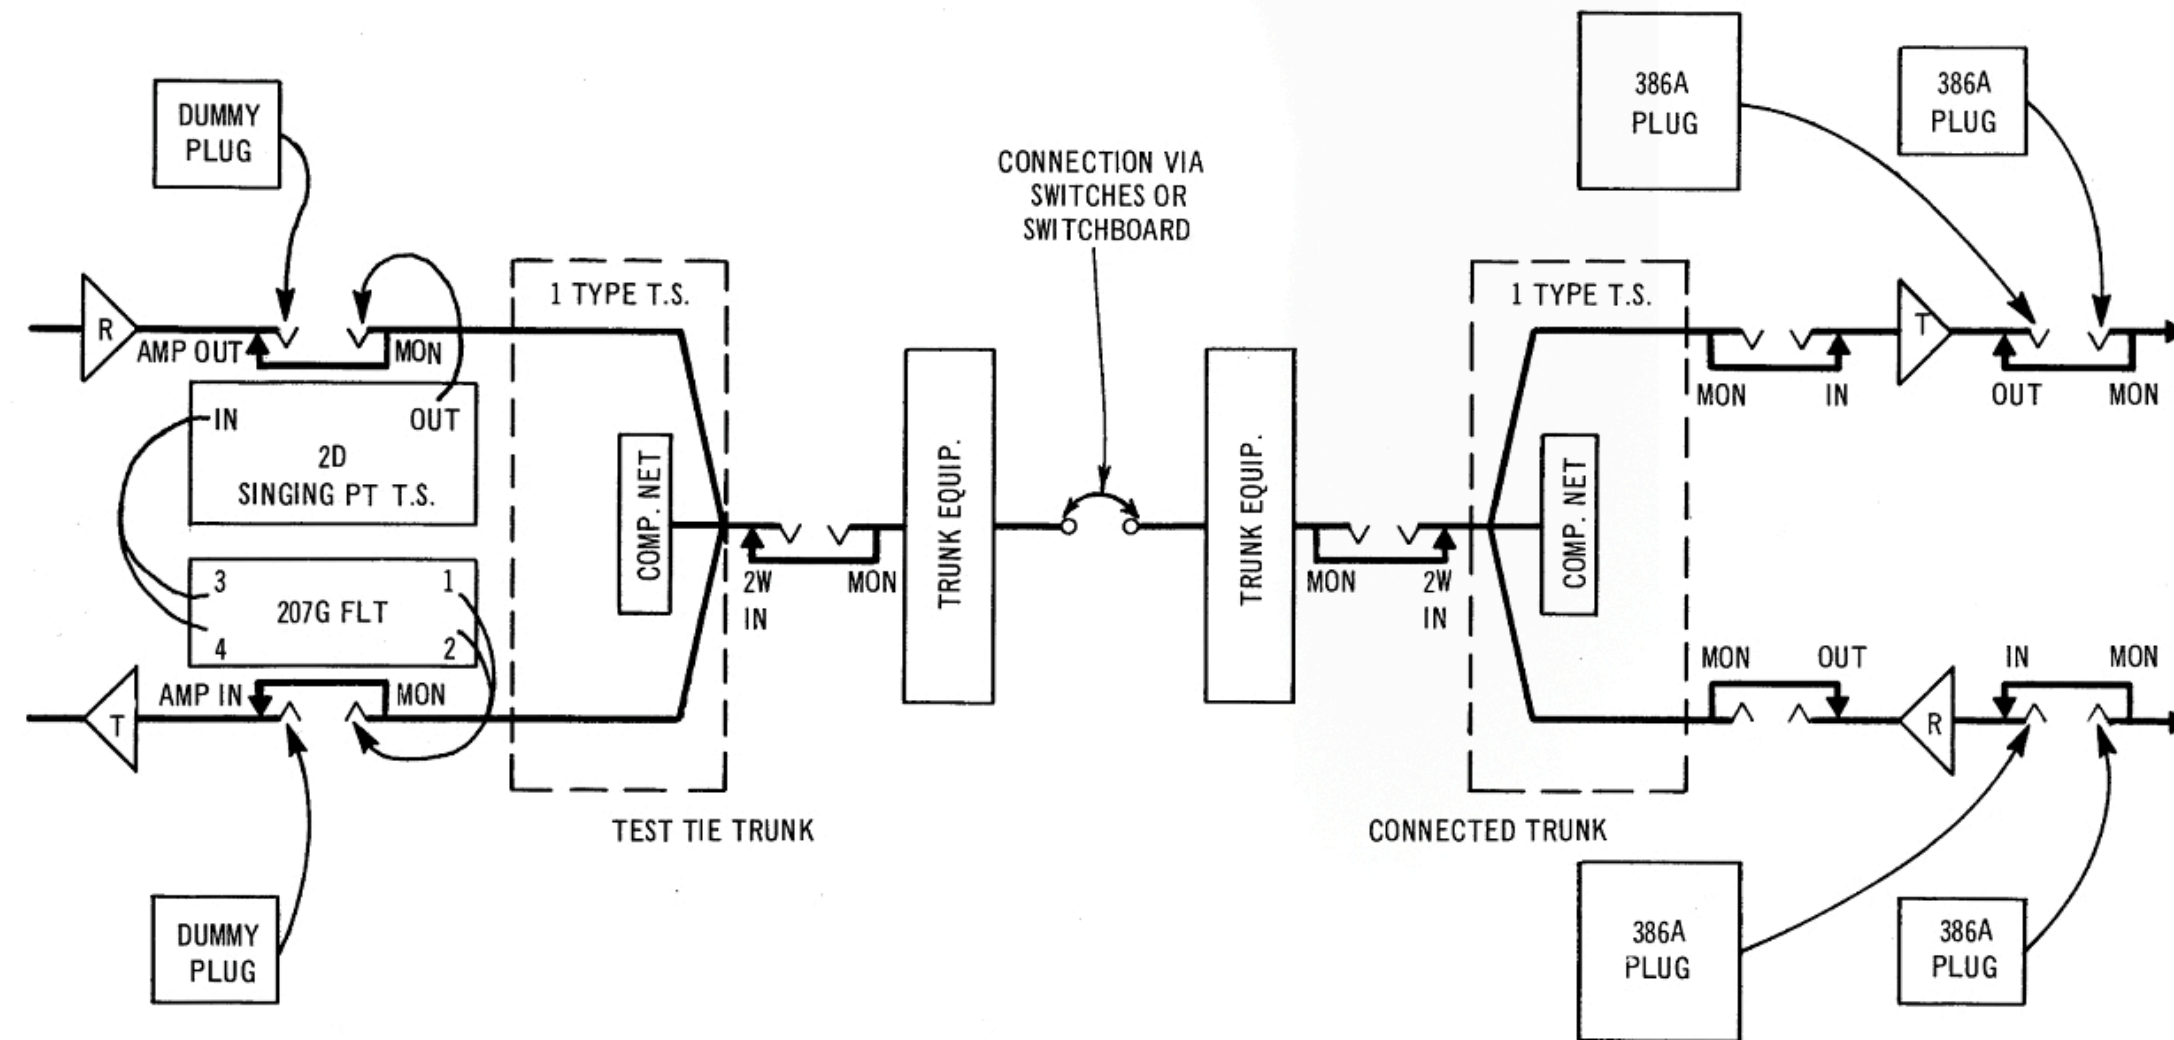 DUMMY
PLUG
386A
PLUG
386A
PLUG
CONNECTION VIA
SWITCHES OR
SWITCHBOARD
1 TYPE T.S.
1 TYPE T.S.
R
AMP OUT
MON
T
MON
IN
OUT
MON
IN
OUT
2D
SINGING PT T.S.
COMP. NET
2W
IN
MON
TRUNK EQUIP.
TRUNK EQUIP.
MON
2W
IN
COMP. NET
3
1
207G FLT
4
2
AMP IN
MON
T
MON
OUT
IN
MON
R
TEST TIE TRUNK
CONNECTED TRUNK
DUMMY
PLUG
386A
PLUG
386A
PLUG